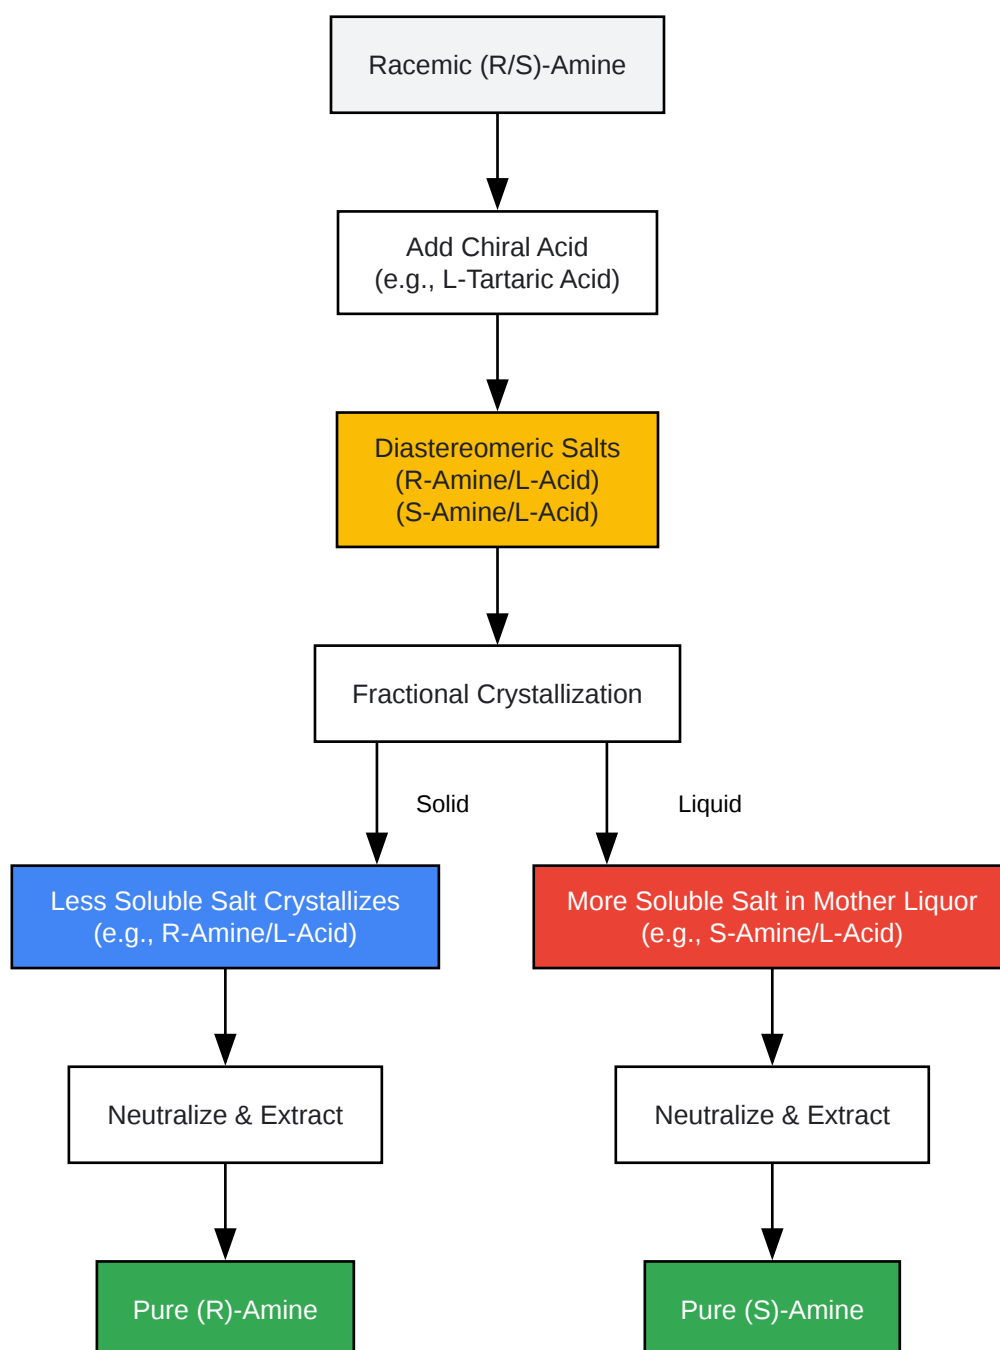 Racemic (R/S)-Amine
Add Chiral Acid
(e.g., L-Tartaric Acid)
Diastereomeric Salts
(R-Amine/L-Acid)
(S-Amine/L-Acid)
Fractional Crystallization
Solid
Liquid
Less Soluble Salt Crystallizes
(e.g., R-Amine/L-Acid)
More Soluble Salt in Mother Liquor
(e.g., S-Amine/L-Acid)
Neutralize & Extract
Neutralize & Extract
Pure (R)-Amine
Pure (S)-Amine